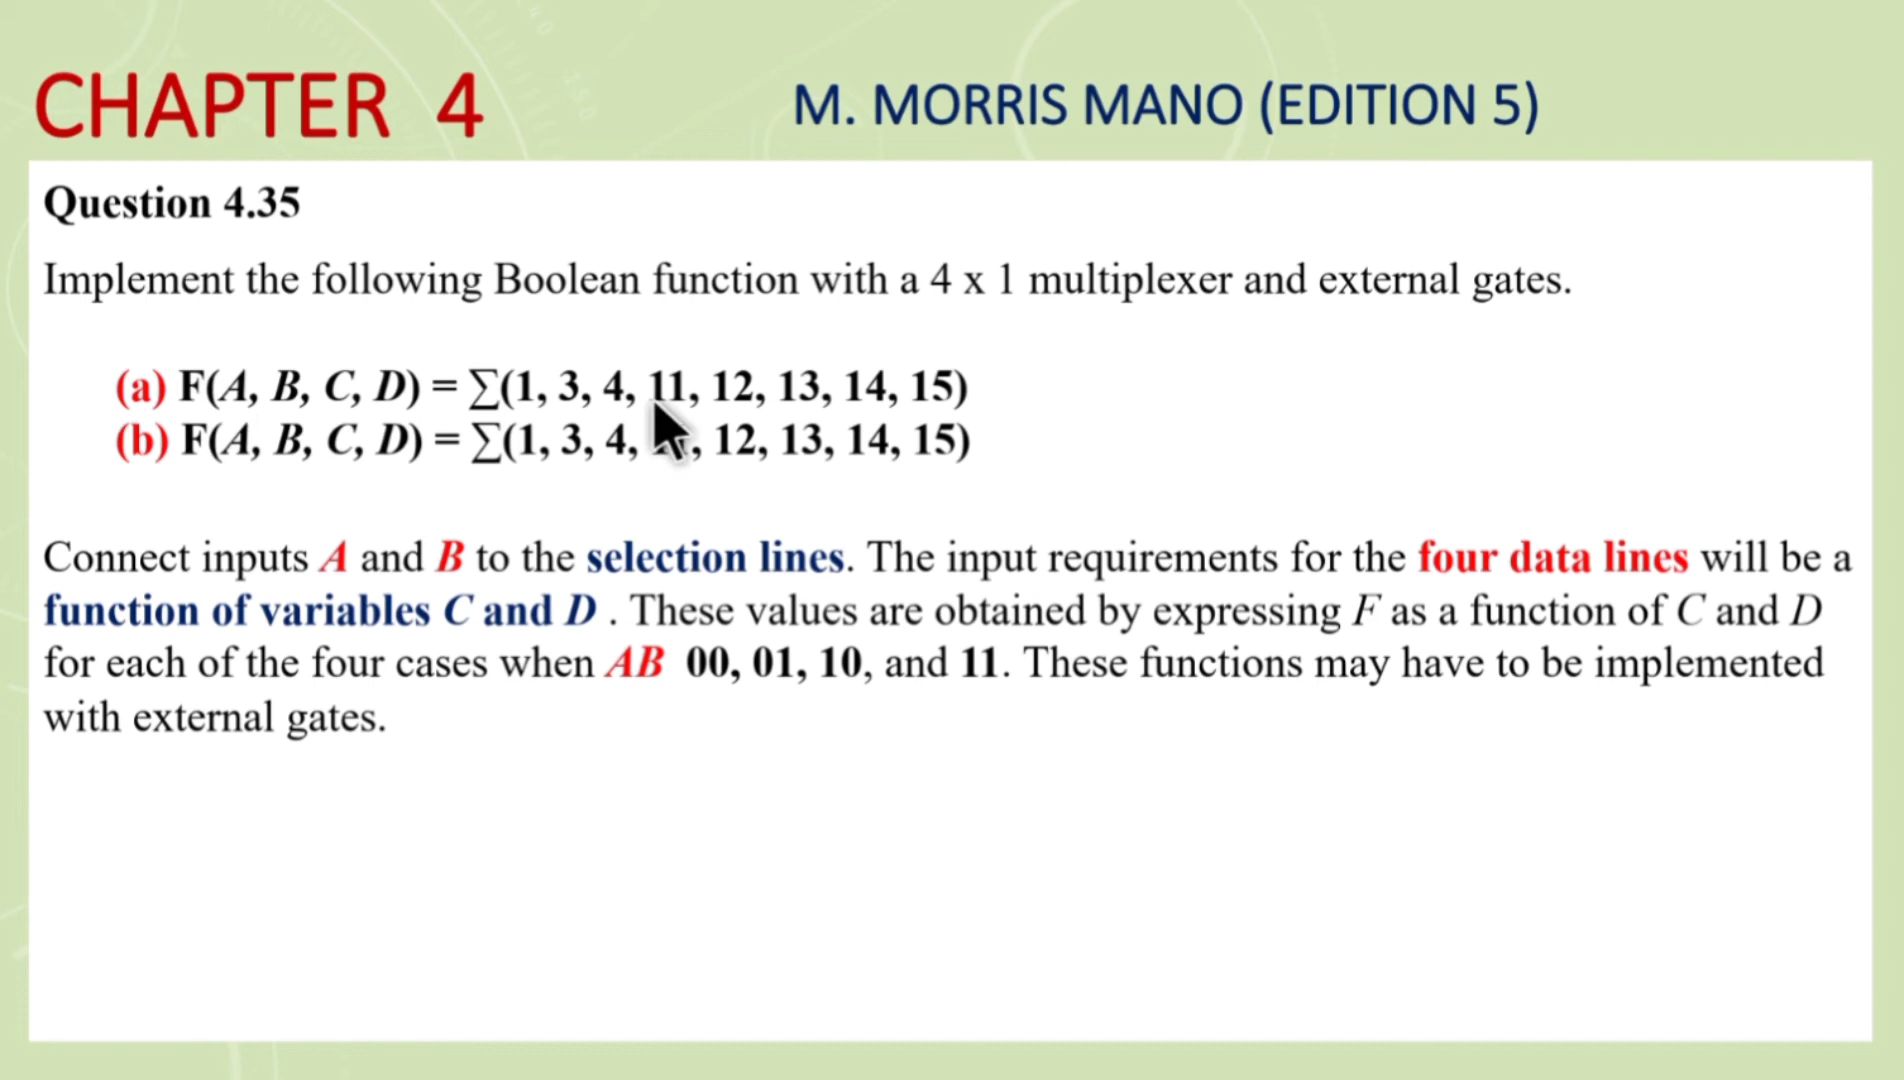 CHAPTER 4
M. MORRIS MANO (EDITION 5)
Question 4.35
Implement the following Boolean function with a 4 x 1 multiplexer and external gates.
(a) F(A, B, C, D) = ∑(1, 3, 4, 11, 12, 13, 14, 15)
(b) F(A, B, C, D) = ∑(1, 3, 4, , 12, 13, 14, 15)
Connect inputs A and B to the selection lines. The input requirements for the four data lines will be a
function of variables C and D . These values are obtained by expressing F as a function of C and D
for each of the four cases when AB 00, 01, 10, and 11. These functions may have to be implemented
with external gates.